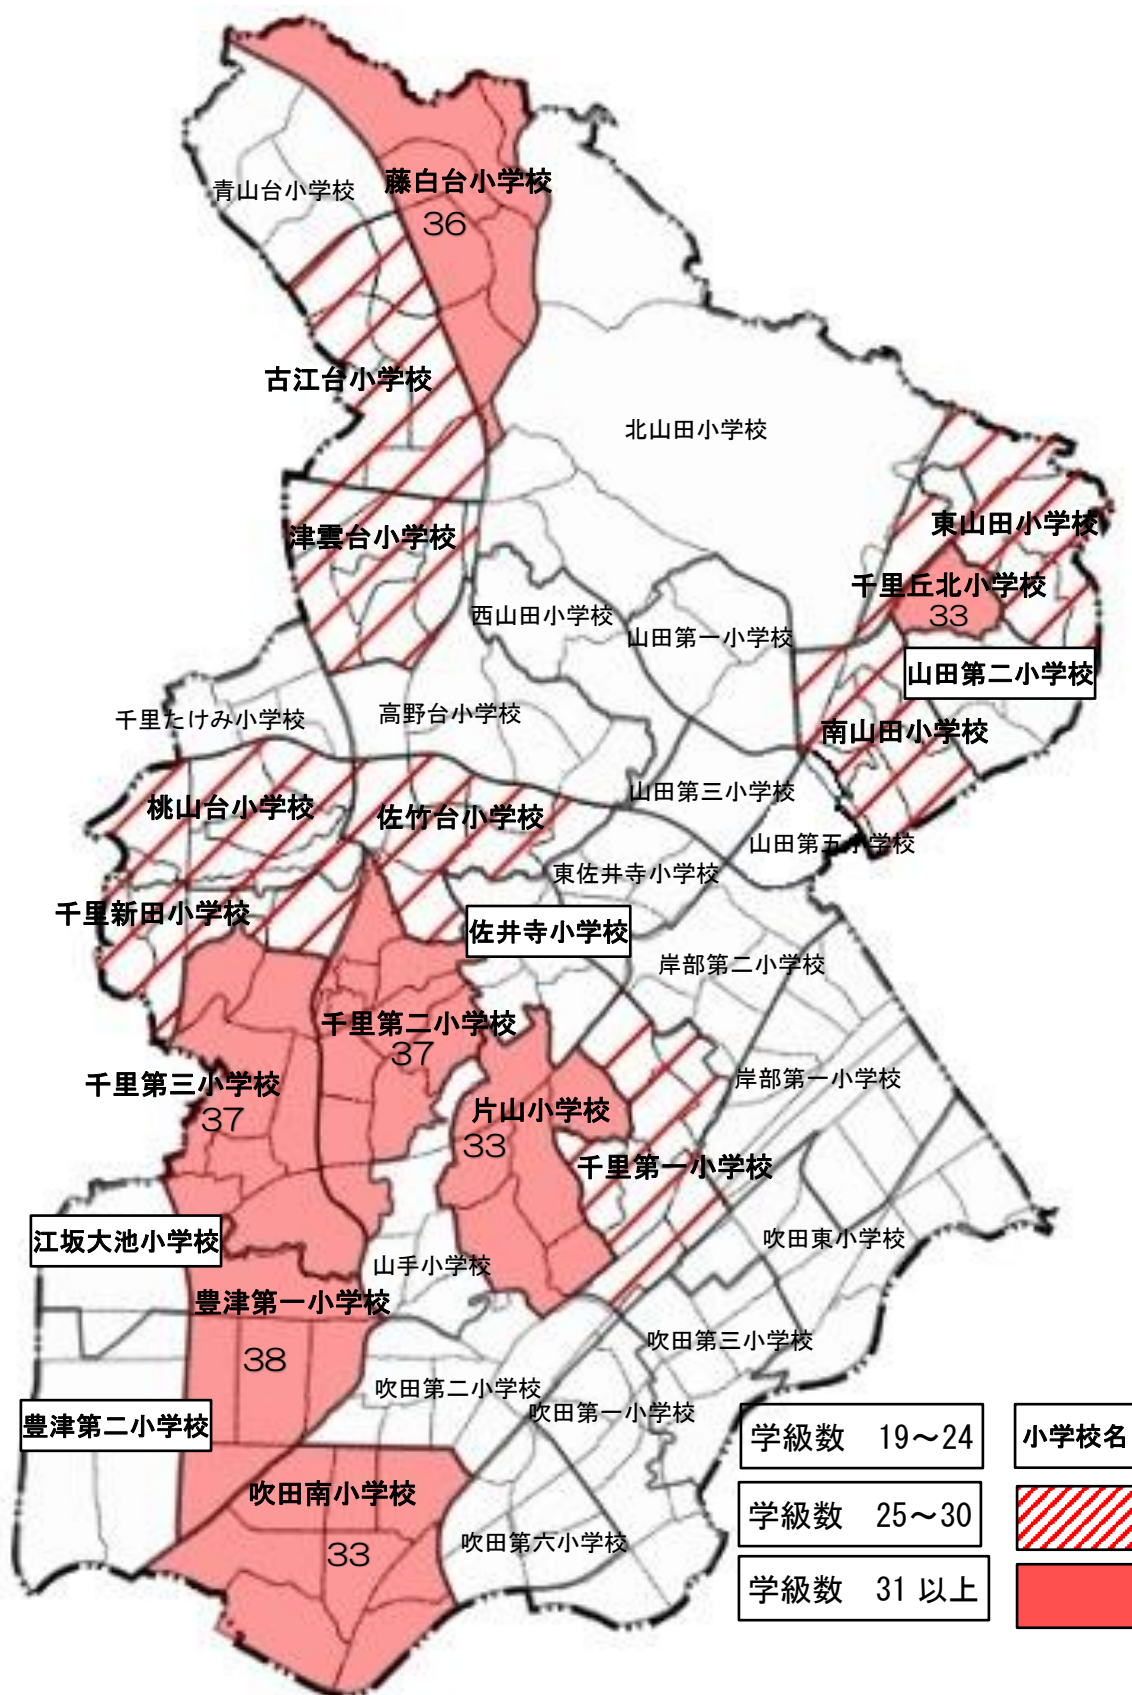 青山台小学校
藤白台小学校
36
古江台小学校
北山田小学校
東山田小学校
津雲台小学校
千里丘北小学校
33
西山田小学校
山田第一小学校
山田第二小学校
千里たけみ小学校
高野台小学校
南山田小学校
山田第三小学校
桃山台小学校
佐竹台小学校
山田第五小学校
東佐井寺小学校
千里新田小学校
佐井寺小学校
岸部第二小学校
千里第二小学校
37
千里第三小学校
37
岸部第一小学校
片山小学校
33
千里第一小学校
江坂大池小学校
吹田東小学校
山手小学校
豊津第一小学校
38
吹田第三小学校
吹田第二小学校
吹田第一小学校
豊津第二小学校
学級数 19～24
小学校名
吹田南小学校
33
学級数 25～30
吹田第六小学校
学級数 31以上